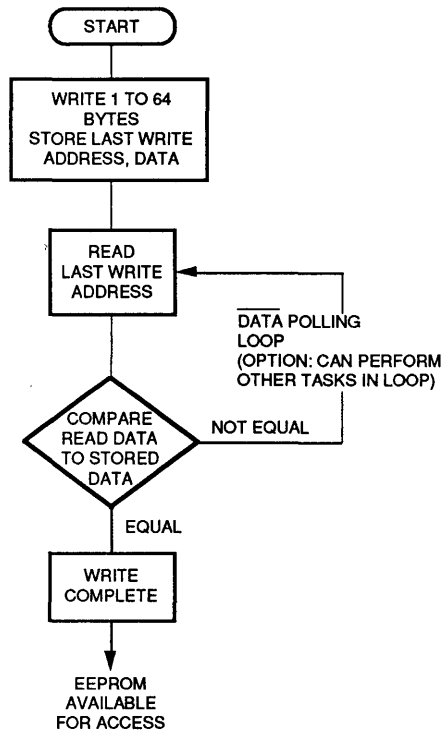 START
WRITE 1 TO 64
BYTES
STORE LAST WRITE
ADDRESS, DATA
READ
LAST WRITE
ADDRESS
DATA POLLING
LOOP
(OPTION: CAN PERFORM
OTHER TASKS IN LOOP)
COMPARE
READ DATA
TO STORED
DATA
NOT EQUAL
EQUAL
WRITE
COMPLETE
EEPROM
AVAILABLE
FOR ACCESS